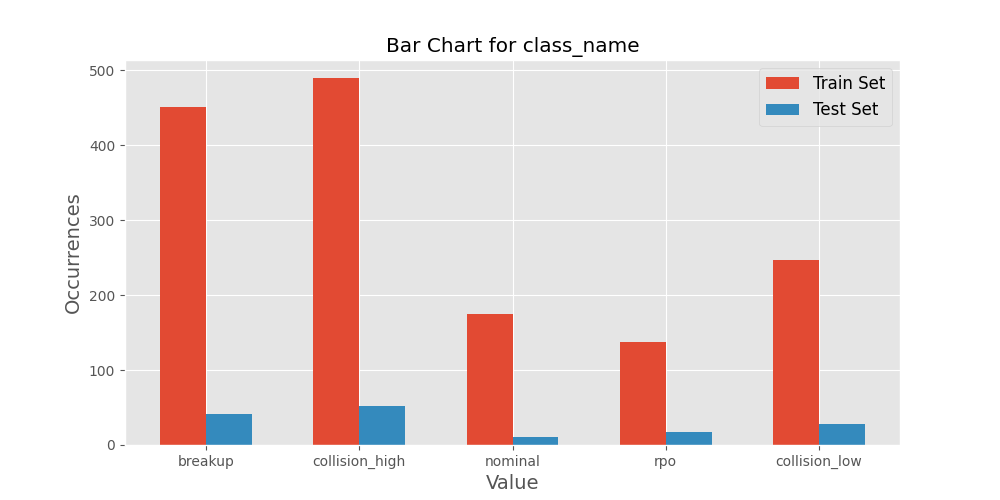 Bar Chart for class_name
Train Set
Test Set
500
400
300
200
100
0
Occurrences
breakup collision_high nominal rpo collision_low
Value